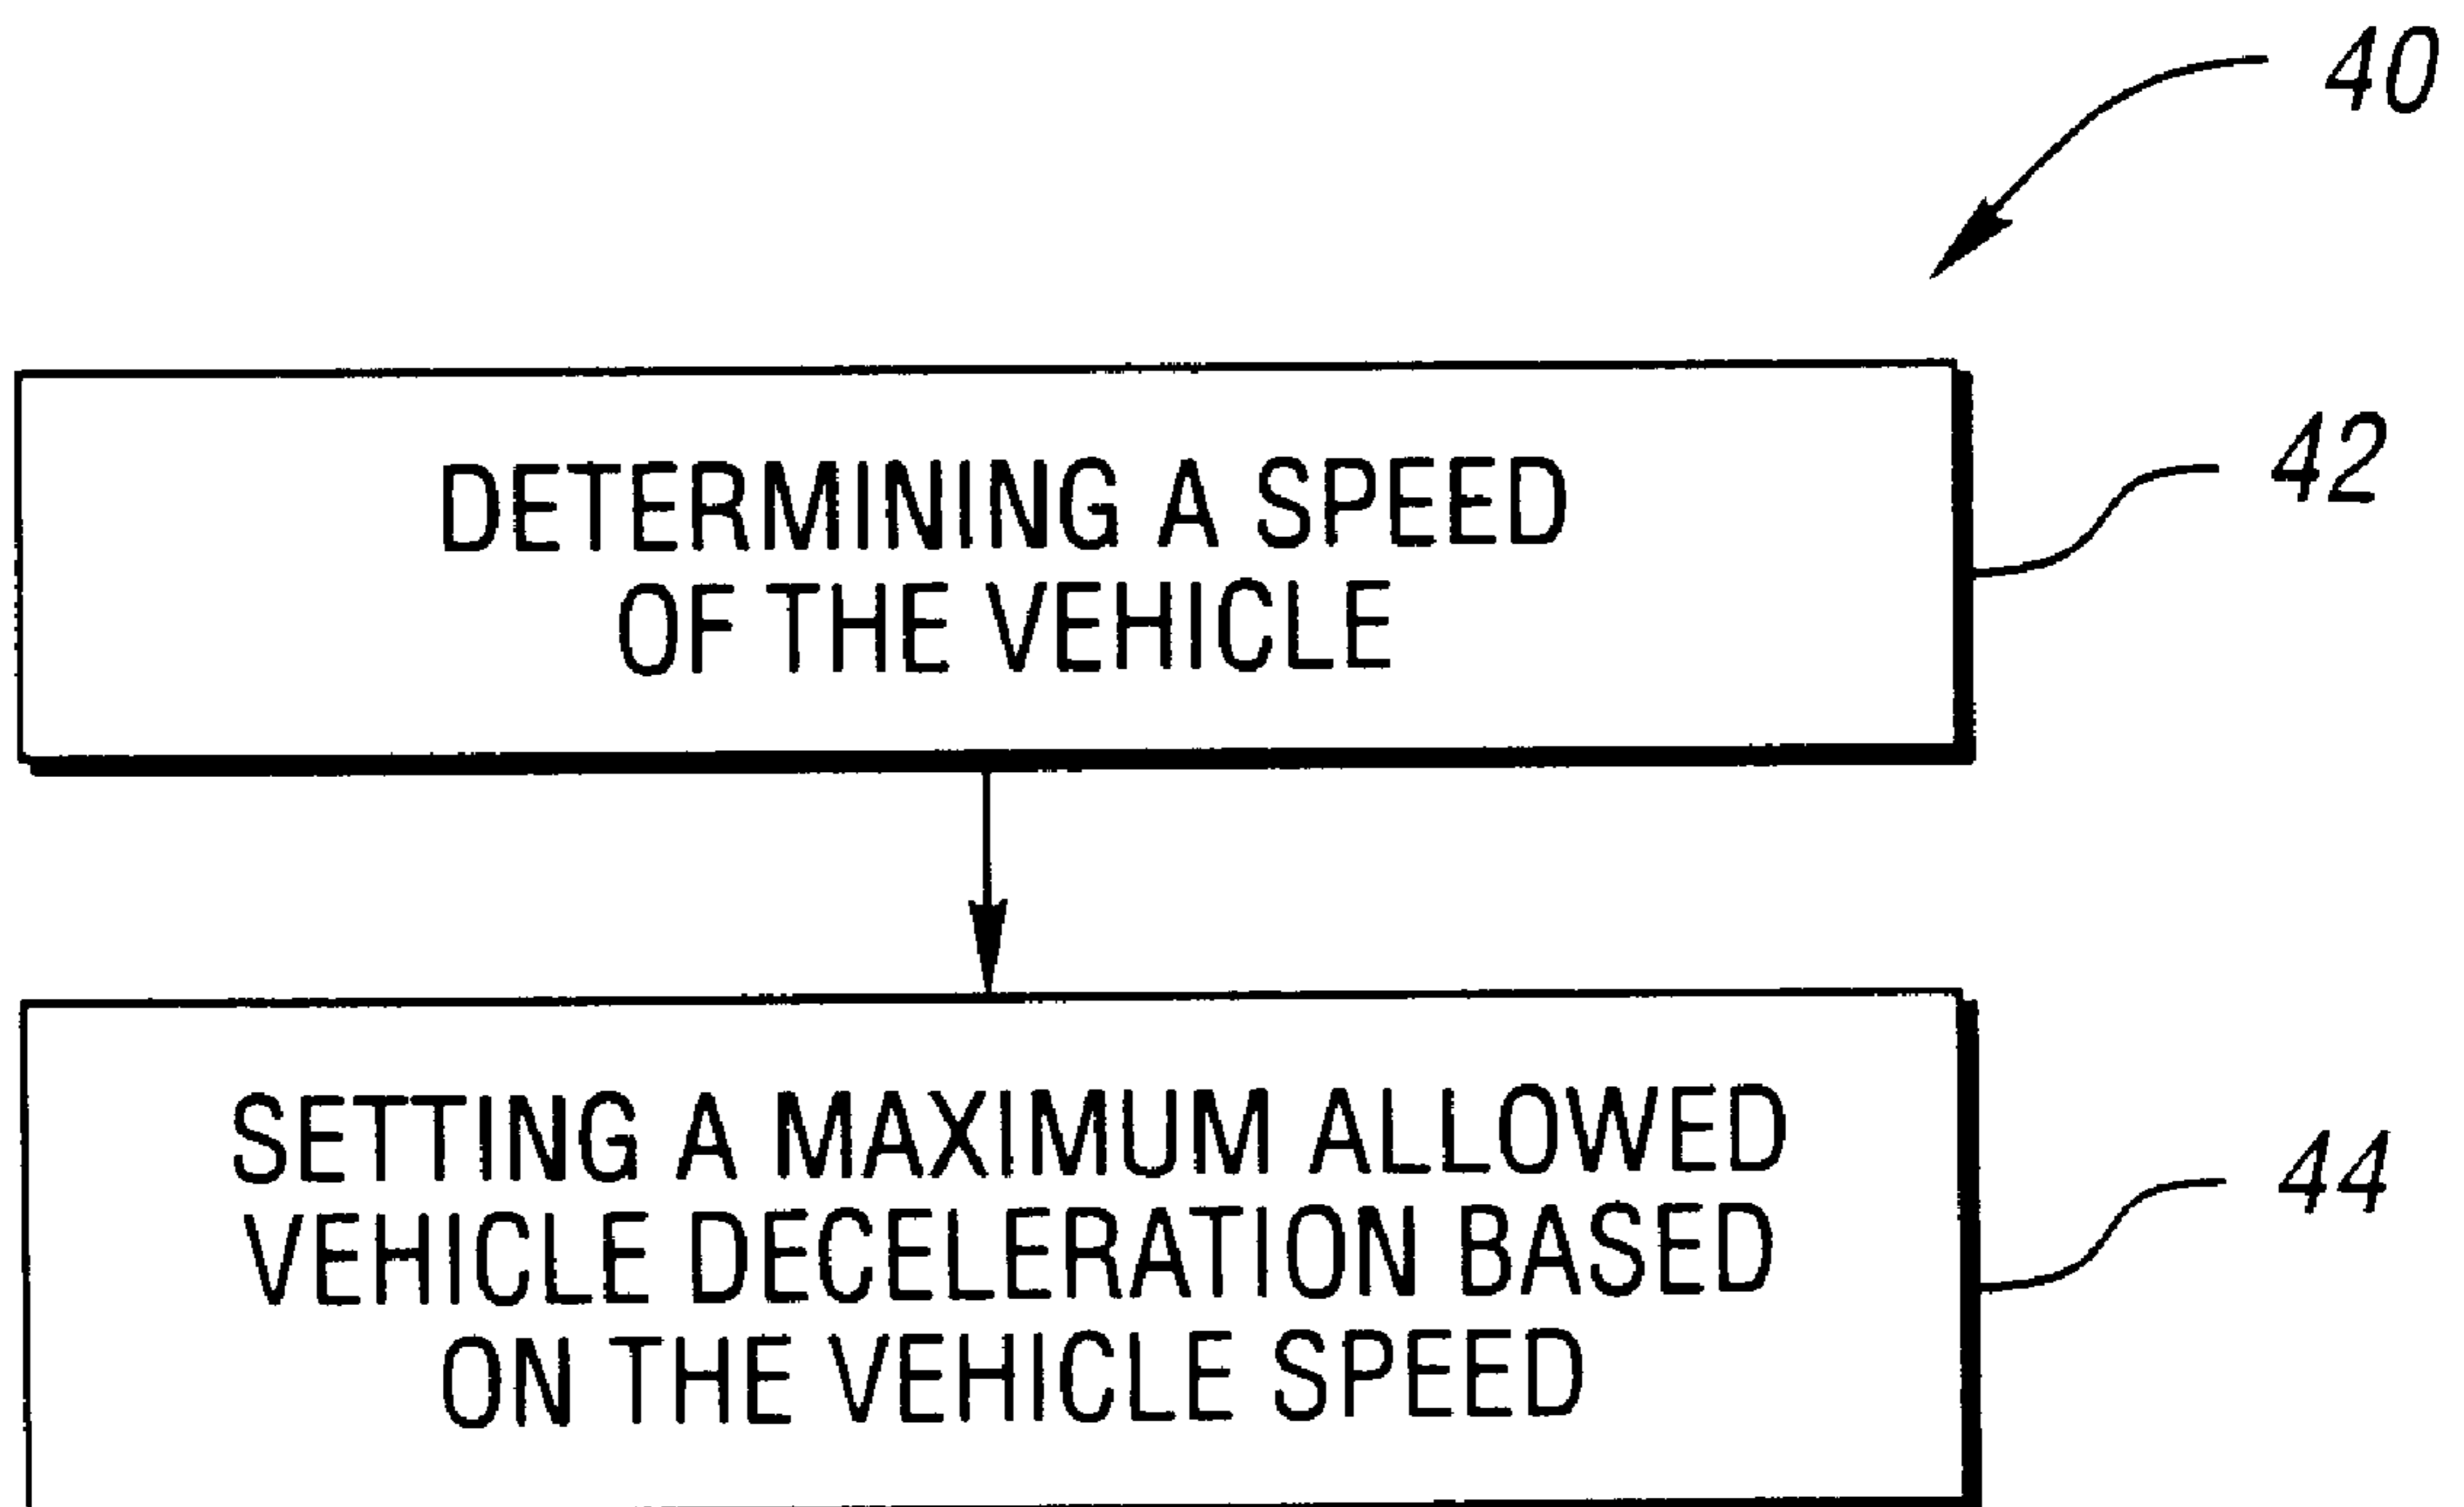 40
DETERMINING A SPEED
OF THE VEHICLE
42
SETTING A MAXIMUM ALLOWED
VEHICLE DECELERATION BASED
ON THE VEHICLE SPEED
44